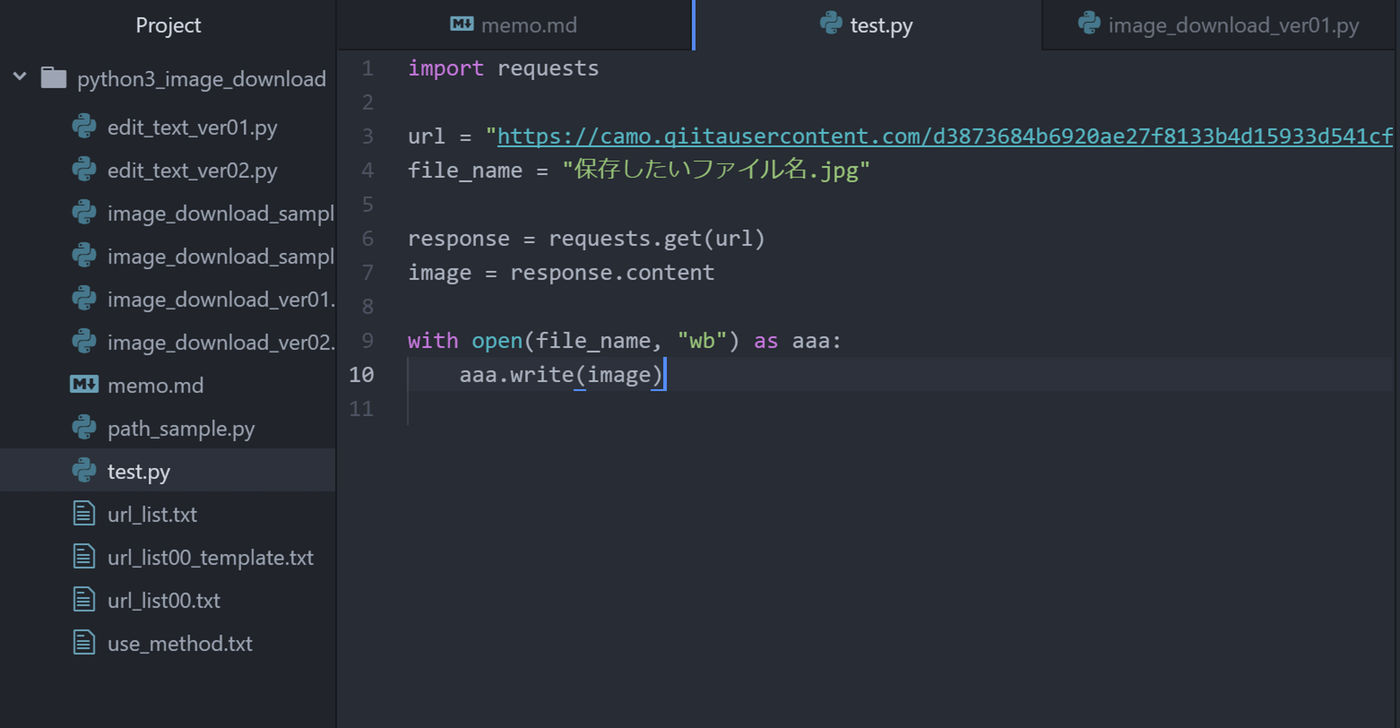 Project
python3_image_download
edit_text_ver01.py
edit_text_ver02.py
image_download_sampl
image_download_sampl
image_download_ver01.
image_download_ver02.
memo.md
path_sample.py
test.py
url_list.txt
url_list00_template.txt
url_list00.txt
use_method.txt
memo.md test.py image_download_ver01.py
1 import requests
2
3 url = "https://camo.qiitausercontent.com/d3873684b6920ae27f8133b4d15933d541cf
4 file_name = "保存したいファイル名.jpg"
5
6 response = requests.get(url)
7 image = response.content
8
9 with open(file_name, "wb") as aaa:
10     aaa.write(image)
11